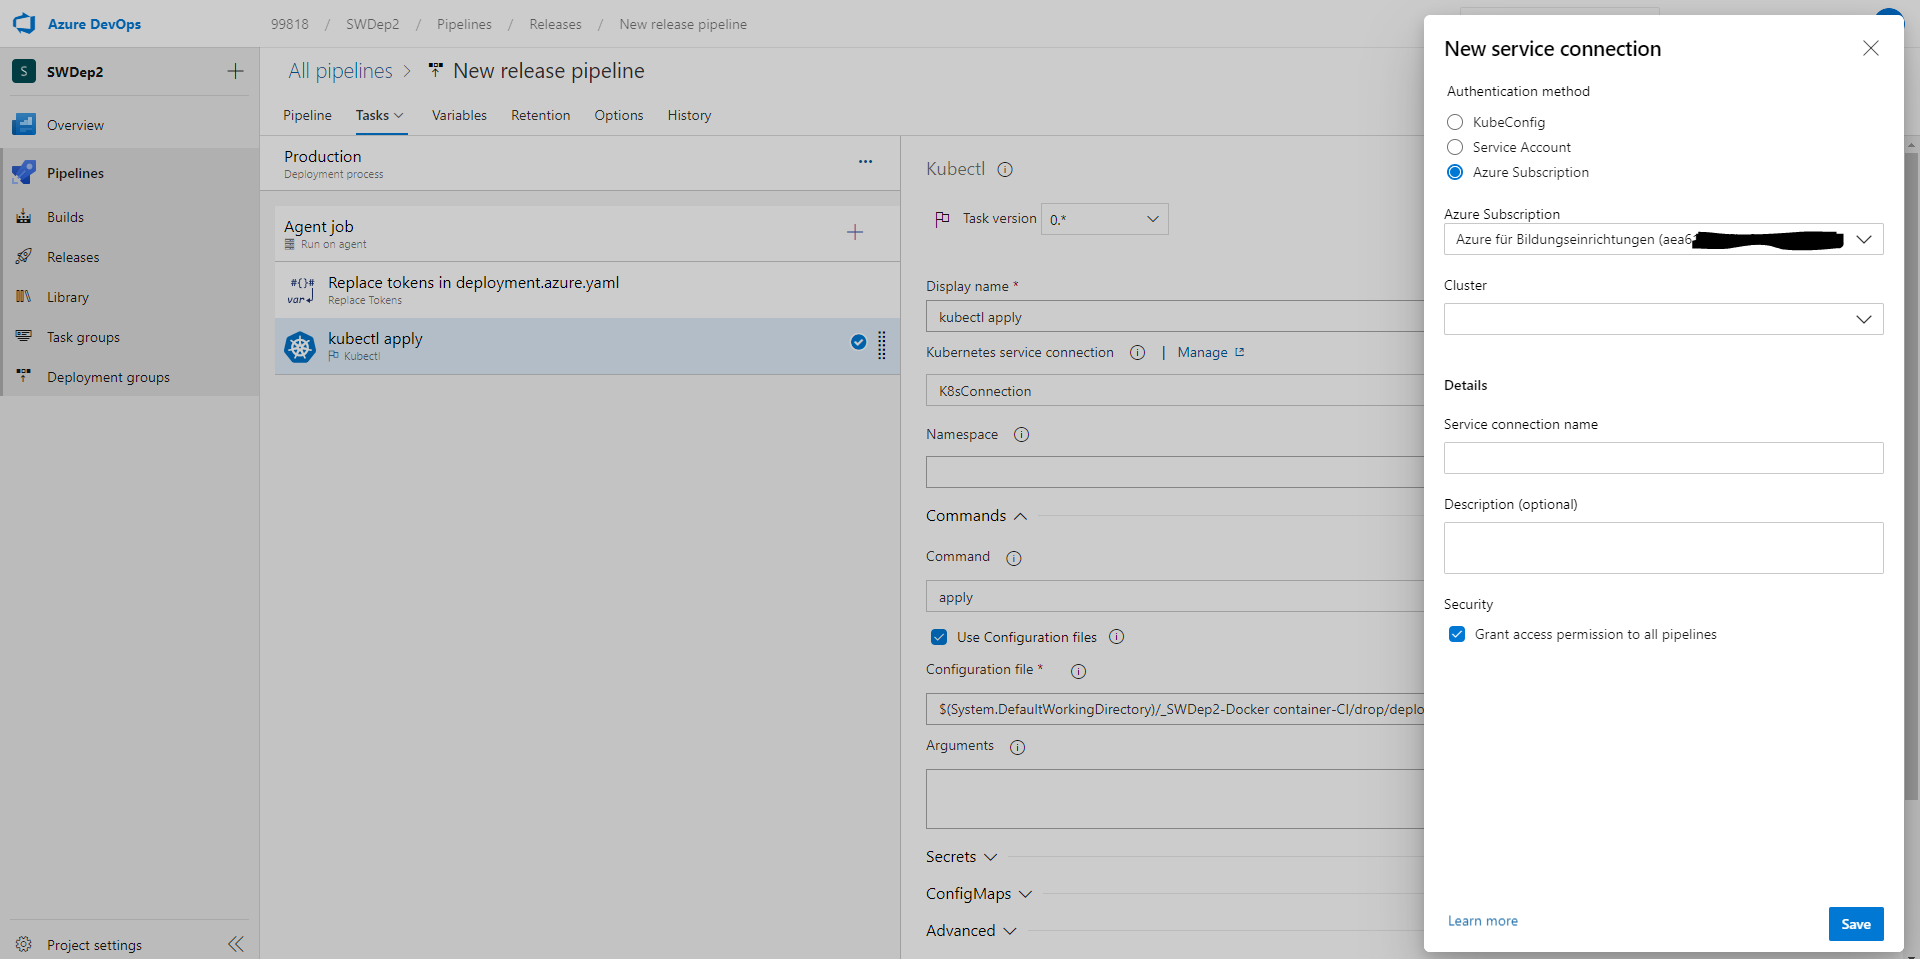 Azure DevOps
99818 / SWDep2 / Pipelines / Releases / New release pipeline
S SWDep2
Overview
Pipelines
Builds
Releases
Library
Task groups
Deployment groups
Project settings
All pipelines > New release pipeline
Pipeline Tasks Variables Retention Options History
Production
Deployment process
Agent job
Run on agent
#{}#
var
Replace tokens in deployment.azure.yaml
Replace Tokens
kubectl apply
Kubectl
Kubectl
Task version 0.*
Display name *
kubectl apply
Kubernetes service connection | Manage
K8sConnection
Namespace
Commands
Command
apply
Use Configuration files
Configuration file *
$(System.DefaultWorkingDirectory)/_SWDep2-Docker container-CI/drop/deplo
Arguments
Secrets
ConfigMaps
Advanced
New service connection
Authentication method
KubeConfig
Service Account
Azure Subscription
Azure Subscription
Azure für Bildungseinrichtungen (aea6
Cluster
Details
Service connection name
Description (optional)
Security
Grant access permission to all pipelines
Learn more
Save